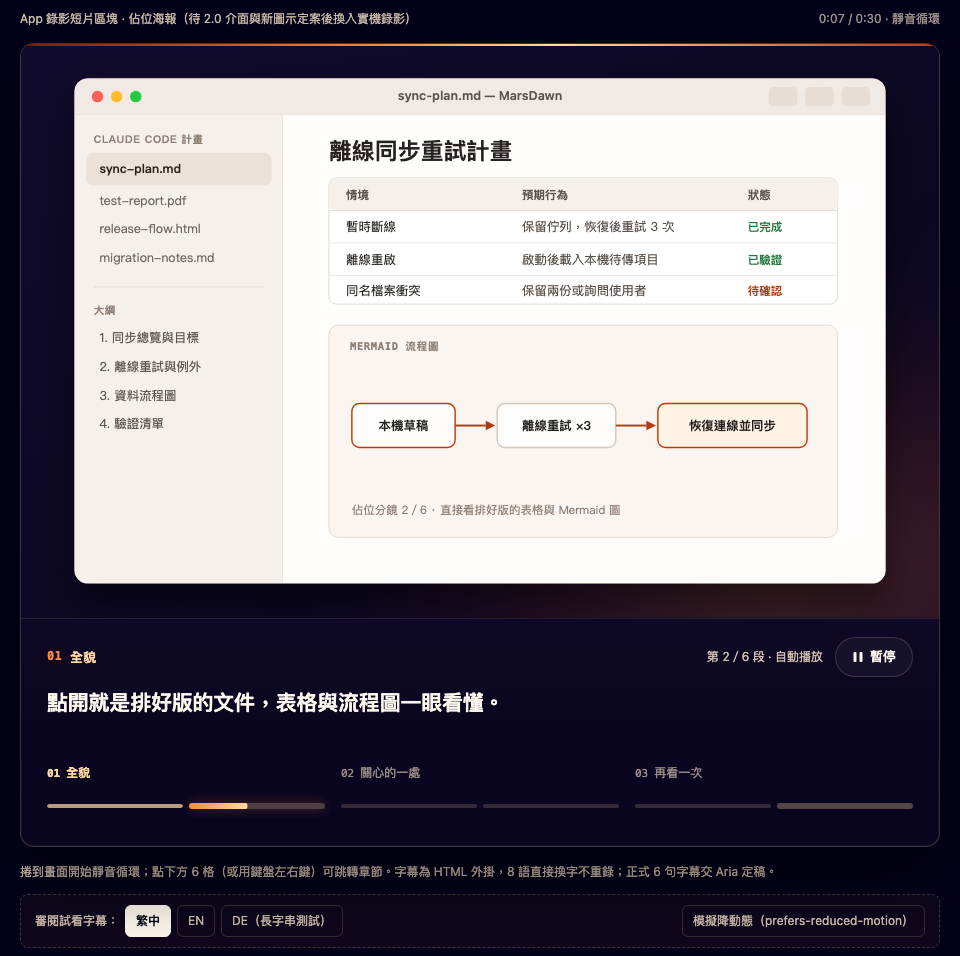 App 錄影短片區塊 · 佔位海報（待 2.0 介面與新圖示定案後換入實機錄影）
0:07 / 0:30 · 靜音循環
sync-plan.md — MarsDawn
CLAUDE CODE 計畫
sync-plan.md
test-report.pdf
release-flow.html
migration-notes.md
大綱
1. 同步總覽與目標
2. 離線重試與例外
3. 資料流程圖
4. 驗證清單
離線同步重試計畫
情境 預期行為 狀態
暫時斷線 保留佇列，恢復後重試 3 次 已完成
離線重啟 啟動後載入本機待傳項目 已驗證
同名檔案衝突 保留兩份或詢問使用者 待確認
MERMAID 流程圖
本機草稿 離線重試 ×3 恢復連線並同步
佔位分鏡 2 / 6 · 直接看排好版的表格與 Mermaid 圖
01 全貌
第 2 / 6 段 · 自動播放
暫停
點開就是排好版的文件，表格與流程圖一眼看懂。
01 全貌 02 關心的一處 03 再看一次
捲到畫面開始靜音循環；點下方 6 格（或用鍵盤左右鍵）可跳轉章節。字幕為 HTML 外掛，8 語直接換字不重錄；正式 6 句字幕交 Aria 定稿。
審閱試看字幕： 繁中 EN DE（長字串測試） 模擬降動態（prefers-reduced-motion）